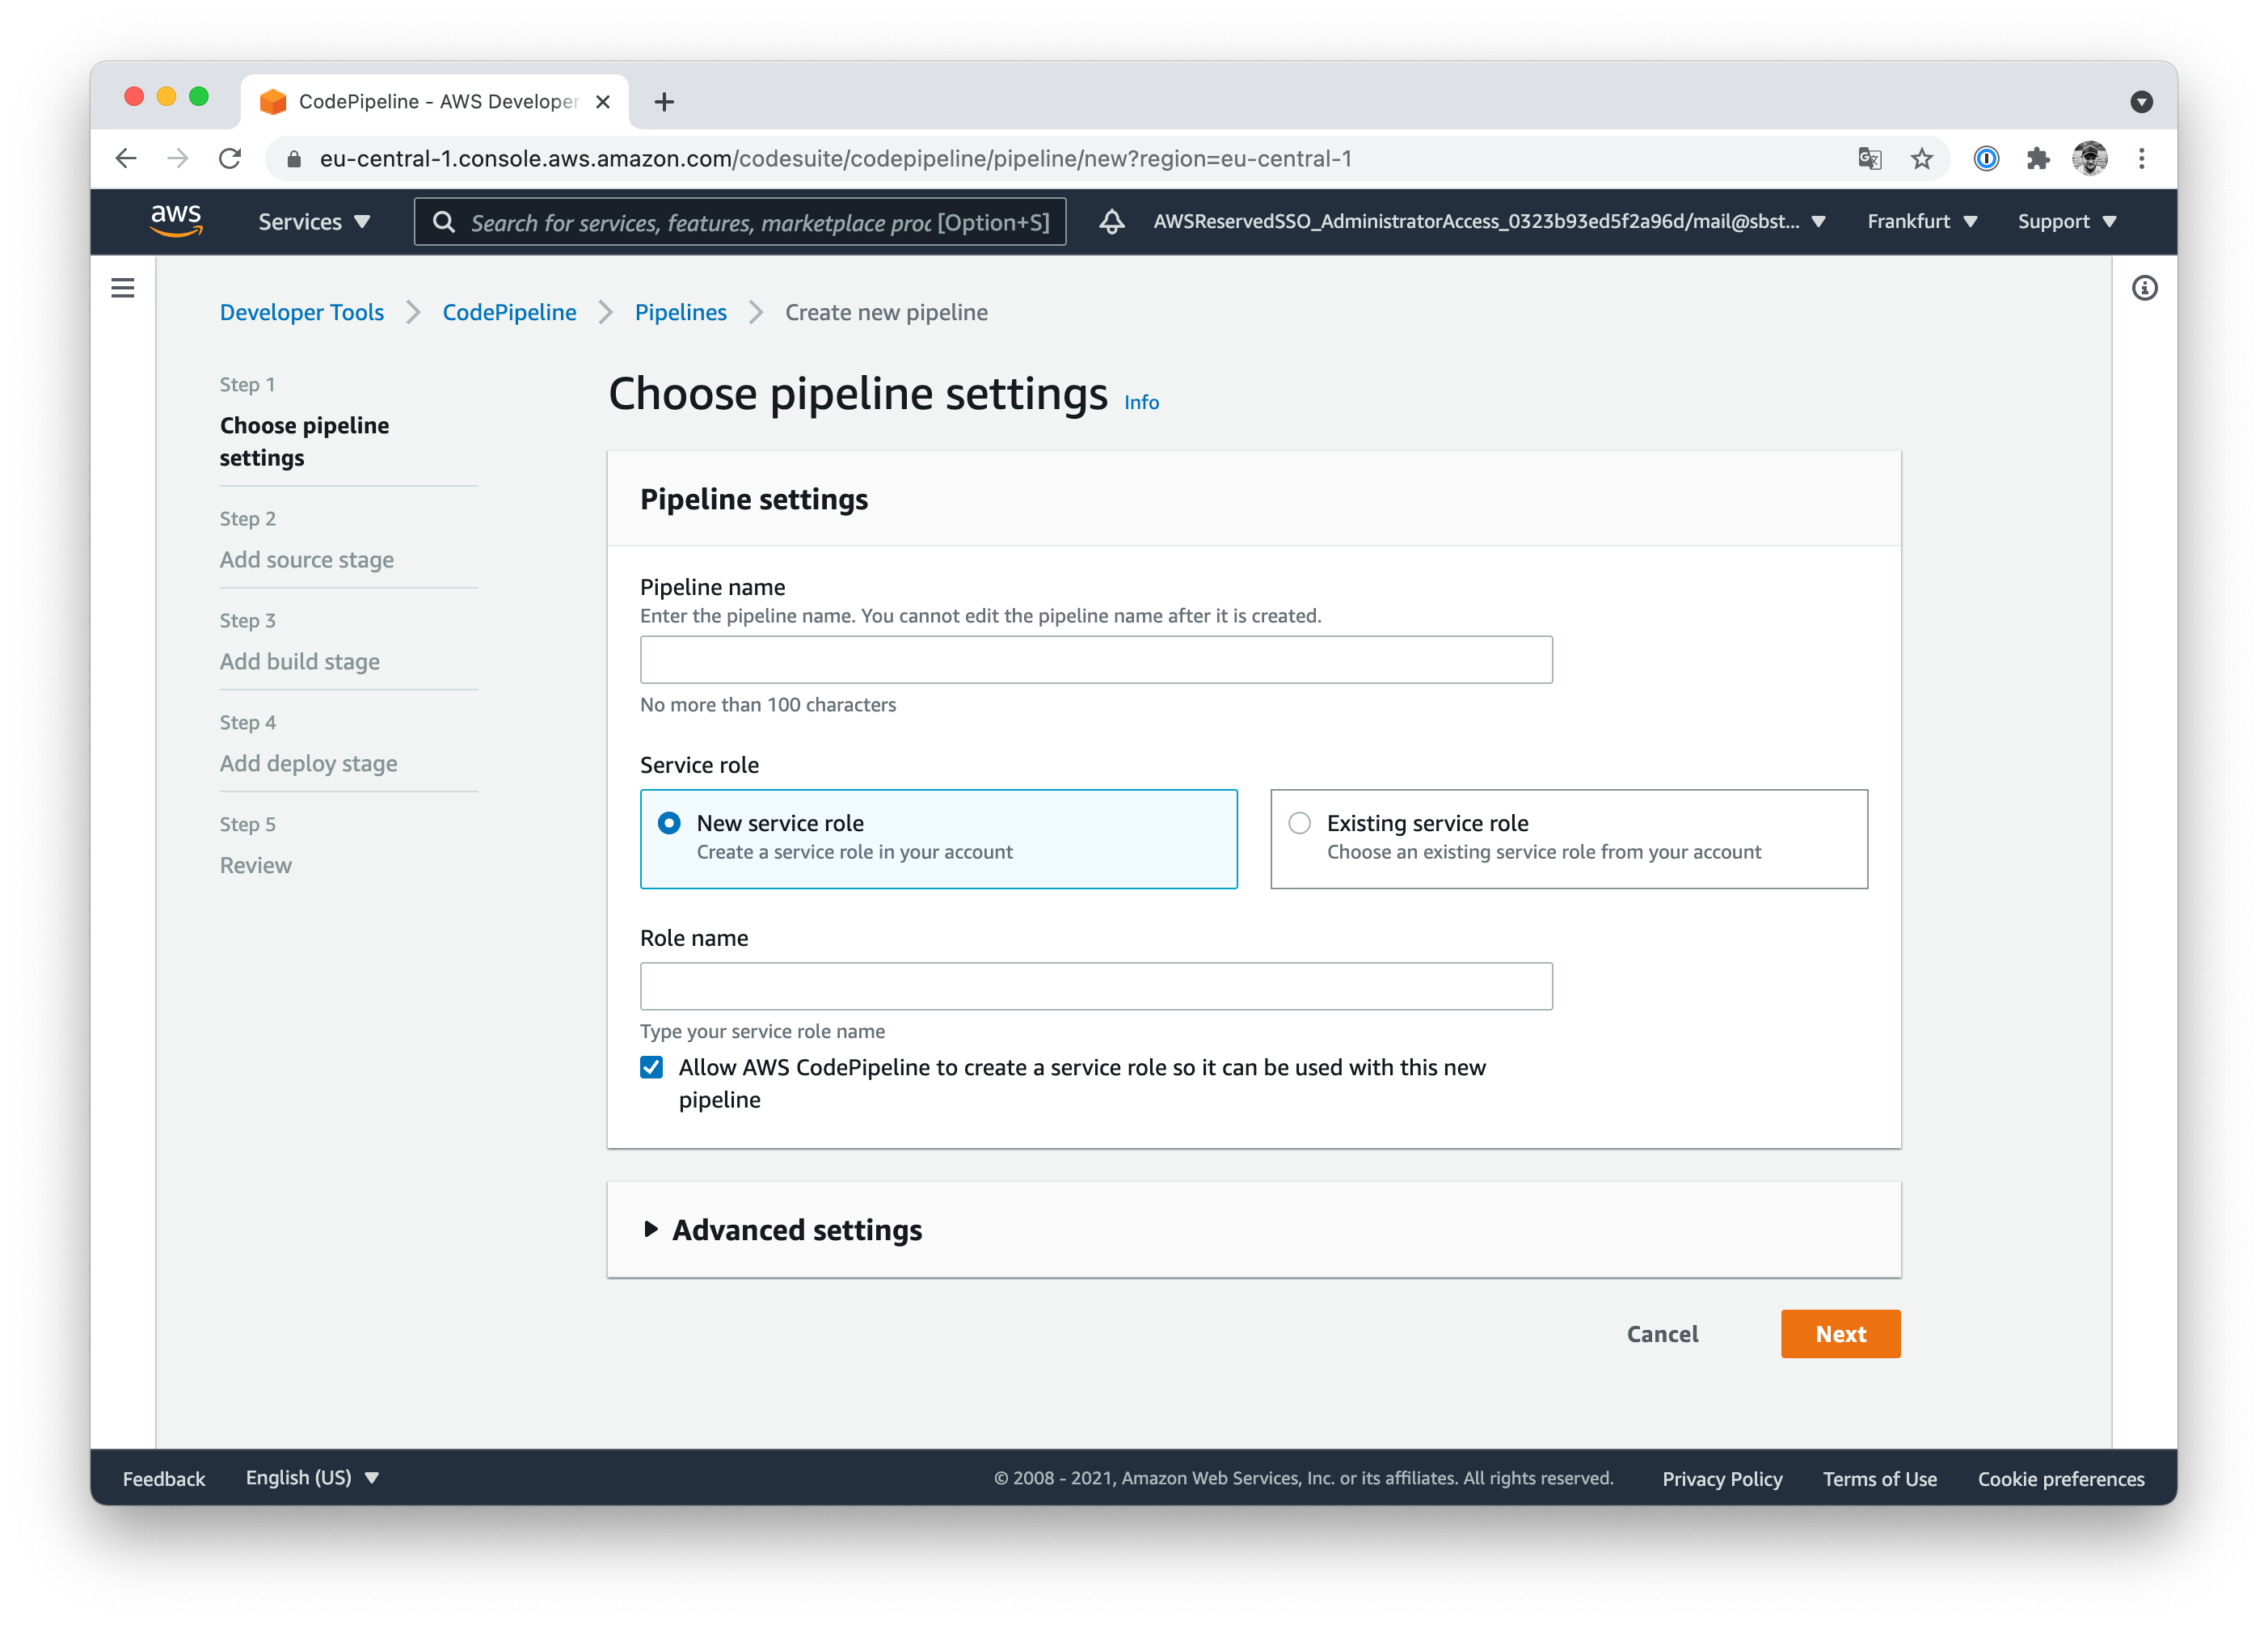 CodePipeline - AWS Developer
eu-central-1.console.aws.amazon.com/codesuite/codepipeline/pipeline/new?region=eu-central-1
aws
Services
Search for services, features, marketplace proc [Option+S]
AWSReservedSSO_AdministratorAccess_0323b93ed5f2a96d/mail@sbst...
Frankfurt
Support
Developer Tools
CodePipeline
Pipelines
Create new pipeline
Step 1
Choose pipeline
settings
Step 2
Add source stage
Step 3
Add build stage
Step 4
Add deploy stage
Step 5
Review
Choose pipeline settings Info
Pipeline settings
Pipeline name
Enter the pipeline name. You cannot edit the pipeline name after it is created.
No more than 100 characters
Service role
New service role
Create a service role in your account
Existing service role
Choose an existing service role from your account
Role name
Type your service role name
Allow AWS CodePipeline to create a service role so it can be used with this new
pipeline
Advanced settings
Cancel
Next
Feedback
English (US)
© 2008 - 2021, Amazon Web Services, Inc. or its affiliates. All rights reserved.
Privacy Policy
Terms of Use
Cookie preferences